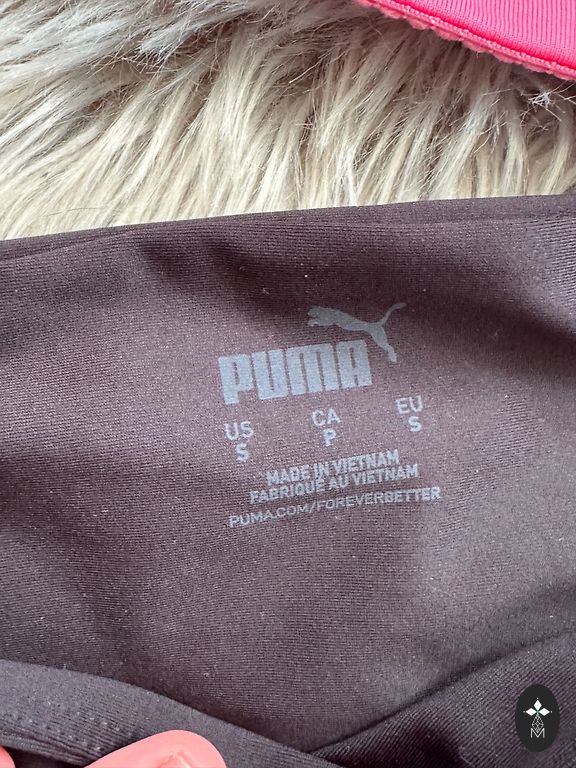 PUMA
US CA EU
S P S
MADE IN VIETNAM
FABRIQUÉ AU VIETNAM
PUMA.COM/FOREVERBETTER
M